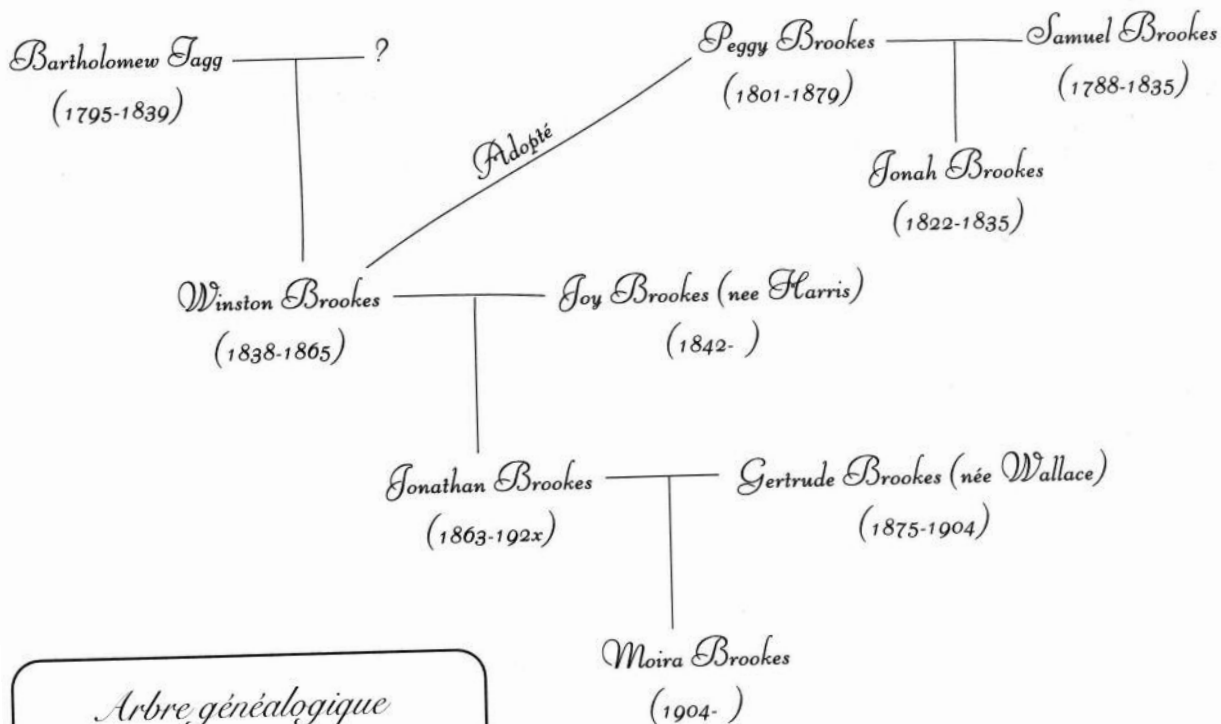 Bartholomew Tagg
(1795-1839)
?
Peggy Brookes
(1801-1879)
Samuel Brookes
(1788-1835)
Adopté
Jonah Brookes
(1822-1835)
Winston Brookes
(1838-1865)
Joy Brookes (nee Harris)
(1842- )
Jonathan Brookes
(1863-192x)
Gertrude Brookes (née Wallace)
(1875-1904)
Moira Brookes
(1904- )
Arbre généalogique